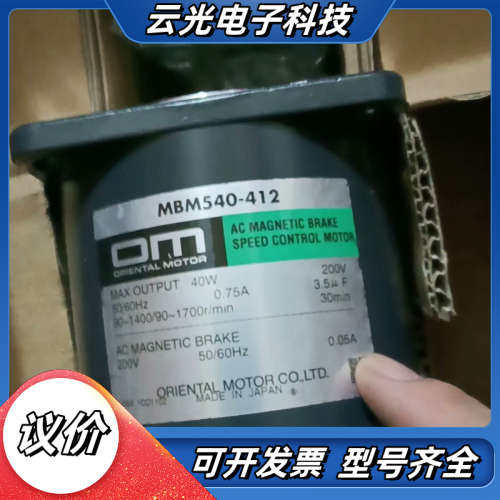 云光电子科技
MBM540-412
om
ORIENTAL MOTOR
AC MAGNETIC BRAKE
SPEED CONTROL MOTOR
MAX OUTPUT 40W 200V
50/60Hz 0.75A 3.5μF
90~1400/90~1700r/min 30min
AC MAGNETIC BRAKE
200V 50/60Hz 0.05A
ORIENTAL MOTOR CO.,LTD.
MADE IN JAPAN
议价
可开发票 型号齐全